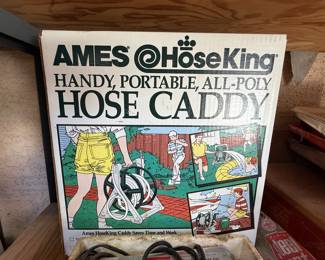 AMES HoseKing
HANDY, PORTABLE, ALL-POLY
HOSE CADDY
Ames HoseKing Caddy Saves Time and Work